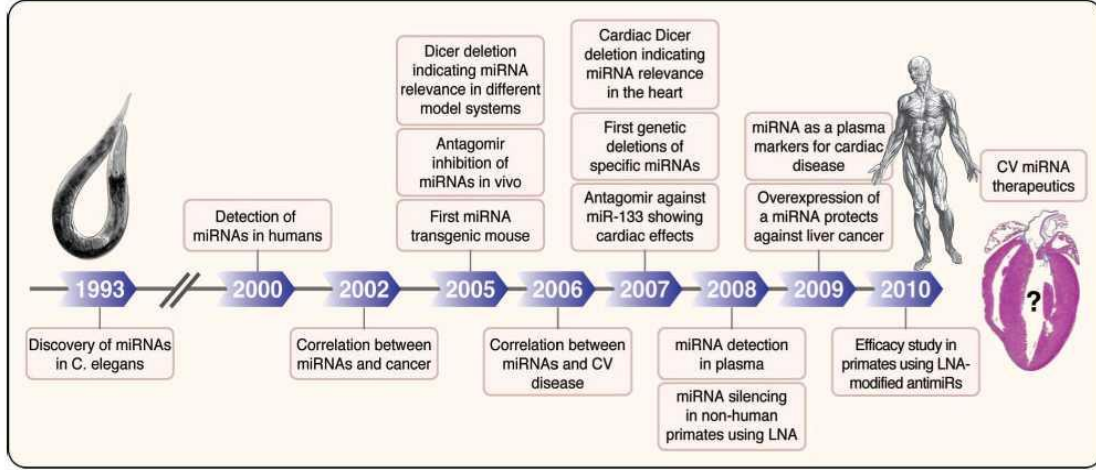 Dicer deletion
indicating miRNA
relevance in different
model systems
Antagomir
inhibition of
miRNAs in vivo
First miRNA
transgenic mouse
Cardiac Dicer
deletion indicating
miRNA relevance
in the heart
First genetic
deletions of
specific miRNAs
Antagomir against
miR-133 showing
cardiac effects
miRNA as a plasma
markers for cardiac
disease
Overexpression of
a miRNA protects
against liver cancer
CV miRNA
therapeutics
Detection of
miRNAs in humans
1993
2000
2002
2005
2006
2007
2008
2009
2010
?
Discovery of miRNAs
in C. elegans
Correlation between
miRNAs and cancer
Correlation between
miRNAs and CV
disease
miRNA detection
in plasma
miRNA silencing
in non-human
primates using LNA
Efficacy study in
primates using LNA-
modified antimiRs